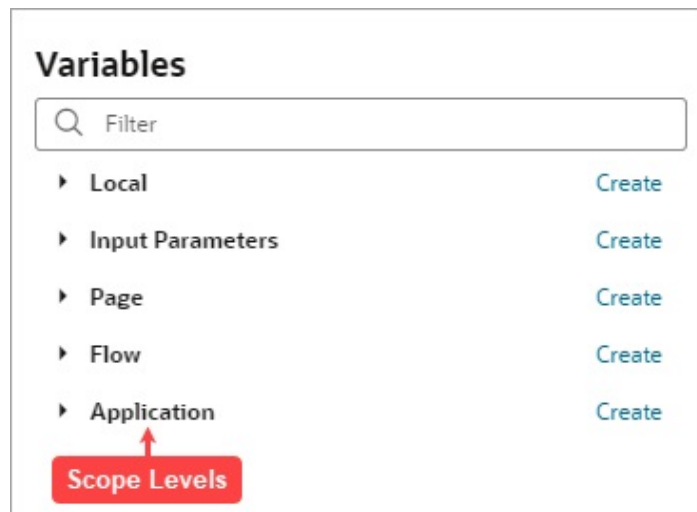 Variables
Filter
Local Create
Input Parameters Create
Page Create
Flow Create
Application Create
Scope Levels